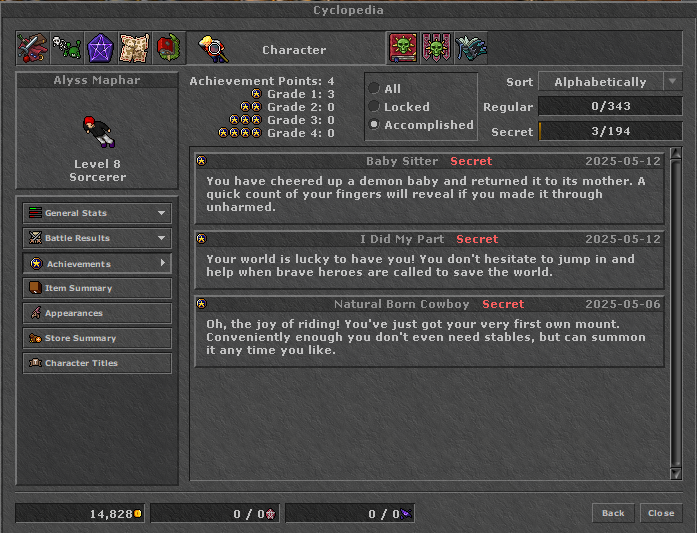 Cyclopedia
Character
Alyss Maphar
Level 8
Sorcerer
General Stats
Battle Results
Achievements
Item Summary
Appearances
Store Summary
Character Titles
Achievement Points: 4
Grade 1: 3
Grade 2: 0
Grade 3: 0
Grade 4: 0
All
Locked
Accomplished
Sort Alphabetically
Regular 0/343
Secret 3/194
Baby Sitter Secret 2025-05-12
You have cheered up a demon baby and returned it to its mother. A
quick count of your fingers will reveal if you made it through
unharmed.
I Did My Part Secret 2025-05-12
Your world is lucky to have you! You don't hesitate to jump in and
help when brave heroes are called to save the world.
Natural Born Cowboy Secret 2025-05-06
Oh, the joy of riding! You've just got your very first own mount.
Conveniently enough you don't even need stables, but can summon
it any time you like.
14,828 0 / 0 0 / 0 Back Close